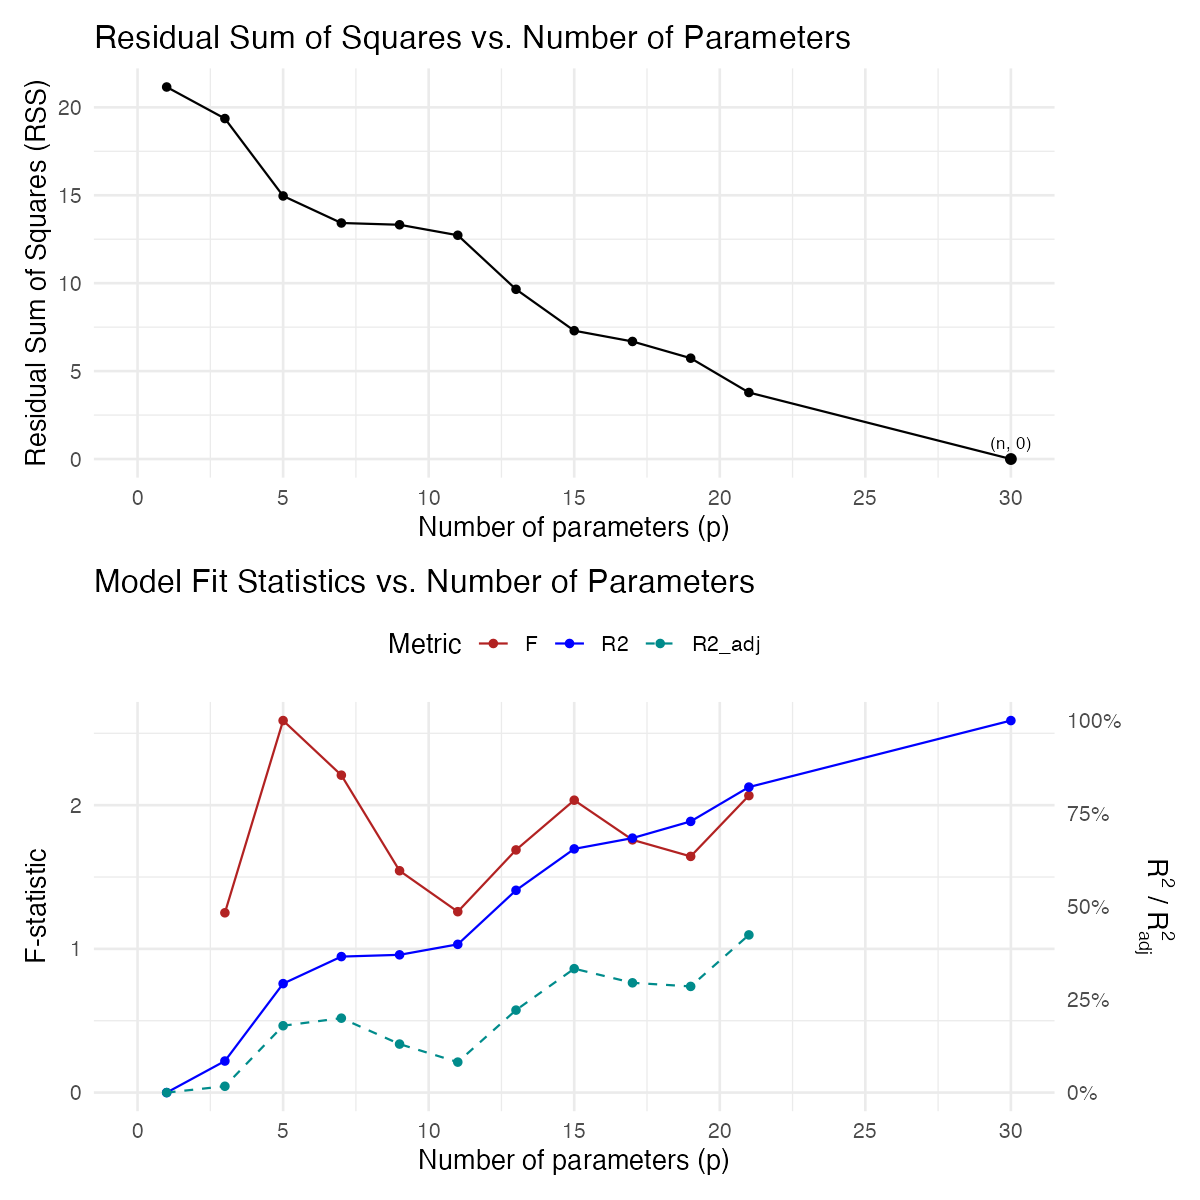 Residual Sum of Squares vs. Number of Parameters
Residual Sum of Squares (RSS)
20
15
10
5
0
(n, 0)
0 5 10 15 20 25 30
Number of parameters (p)
Model Fit Statistics vs. Number of Parameters
Metric F R2 R2_adj
F-statistic
2
1
0
100%
75%
50%
25%
0%
R² / R²adj
0 5 10 15 20 25 30
Number of parameters (p)